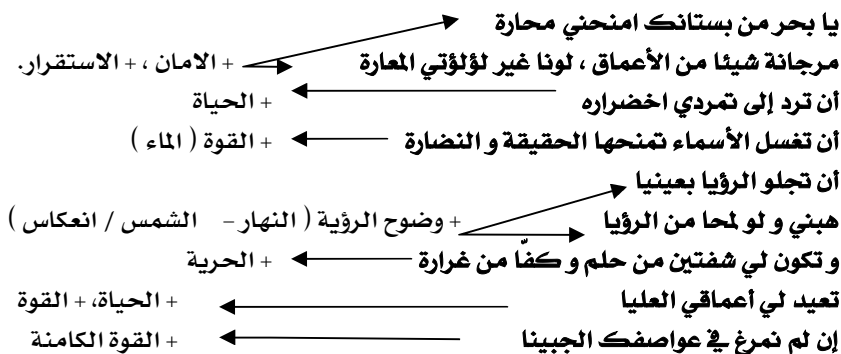 يا بحر من بستانك امنحني محارة
مرجانة شيئا من الأعماق ، لونا غير لؤلؤتي المعارة + الامان ، + الاستقرار.
أن ترد إلى تمردي اخضراره + الحياة
أن تغسل الأسماء تمنحها الحقيقة و النضارة + القوة ( الماء )
أن تجلو الرؤيا بعينيا
هبني و لو لمحا من الرؤيا + وضوح الرؤية ( النهار – الشمس / انعكاس )
و تكون لي شفتين من حلم و كفّا من غرارة + الحرية
تعيد لي أعماقي العليا + الحياة، + القوة
إن لم نمرغ في عواصفك الجبينا + القوة الكامنة